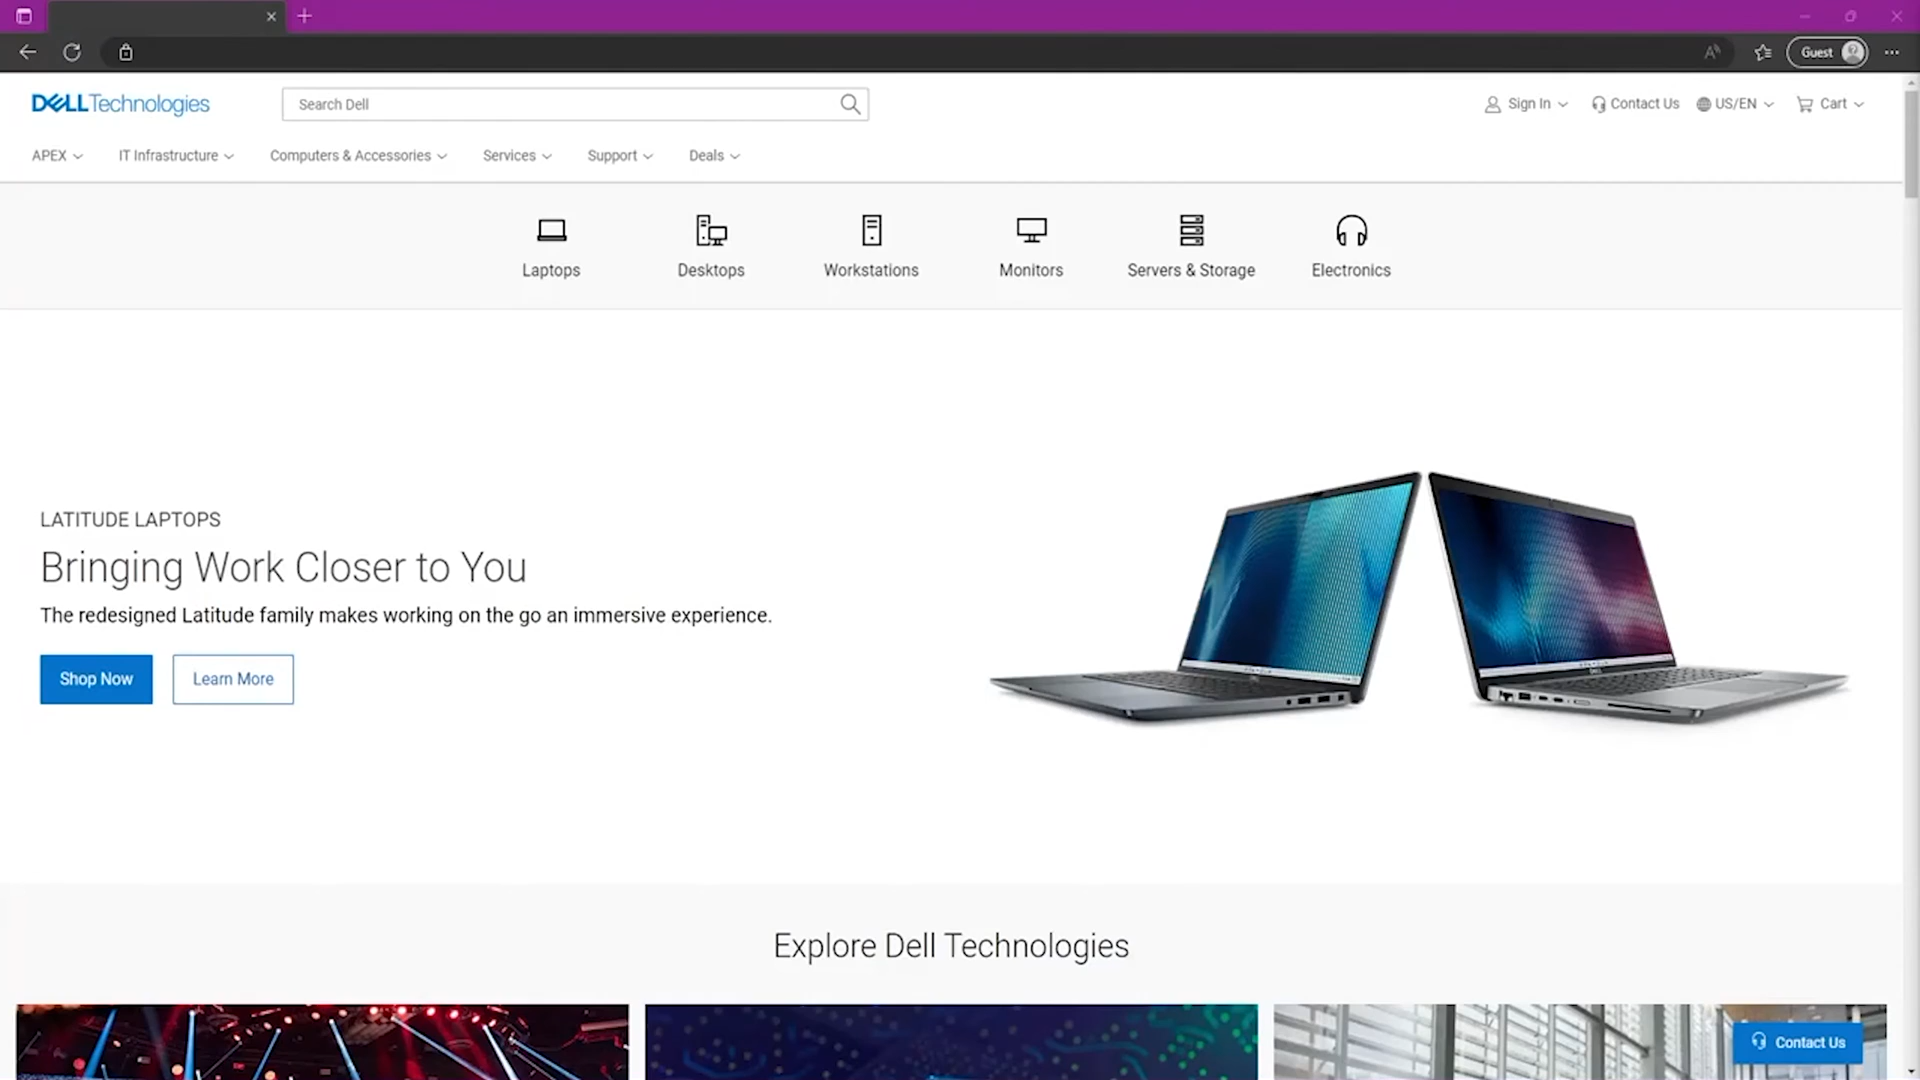 Guest
DELLTechnologies
Search Dell
Sign In
Contact Us
US/EN
Cart
APEX
IT Infrastructure
Computers & Accessories
Services
Support
Deals
Laptops
Desktops
Workstations
Monitors
Servers & Storage
Electronics
LATITUDE LAPTOPS
Bringing Work Closer to You
The redesigned Latitude family makes working on the go an immersive experience.
Shop Now
Learn More
Explore Dell Technologies
Contact Us